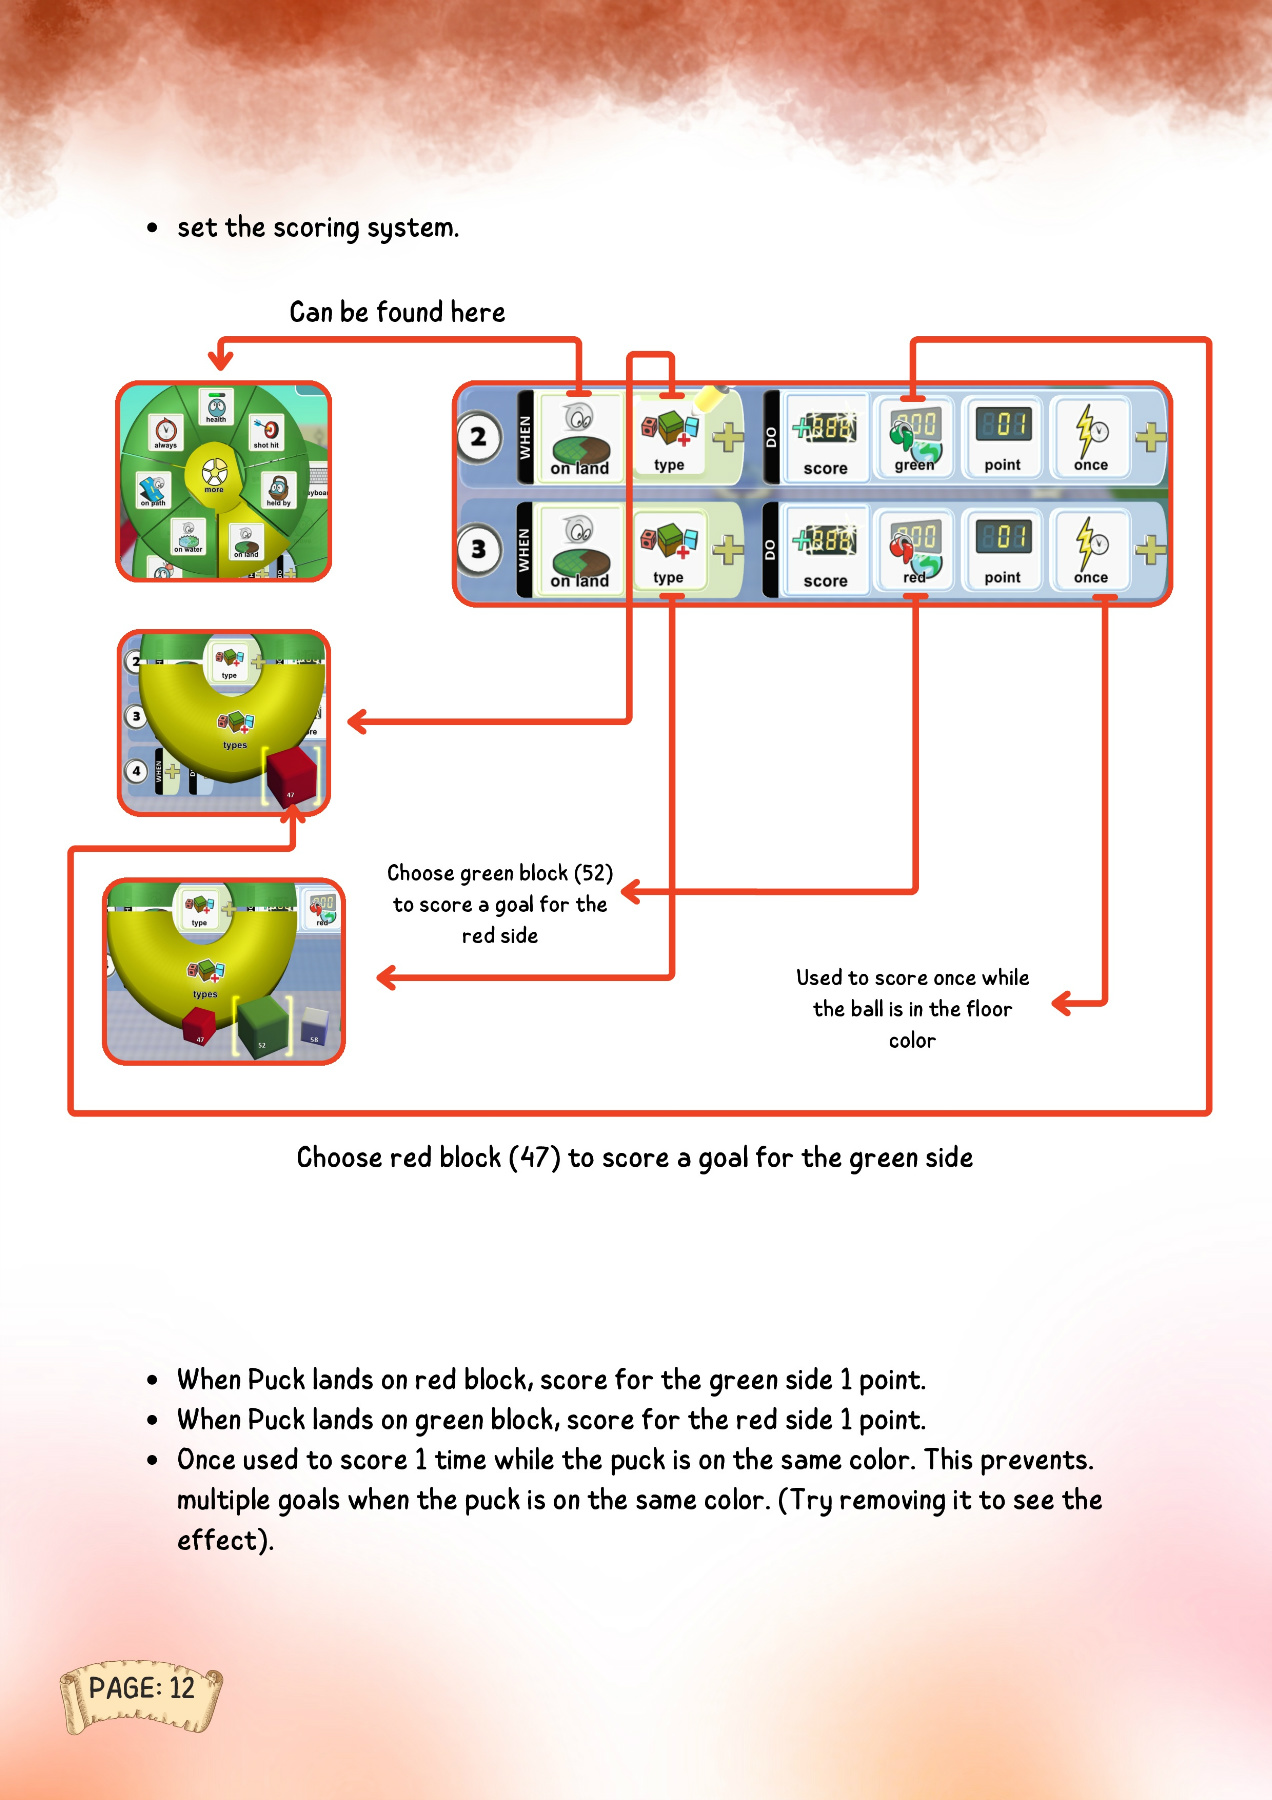 • set the scoring system.
Can be found here
health
always
shot hit
more
on path
held by
on water
on land
2
WHEN
on land
type
DO
score
green
point
01
once
3
WHEN
on land
type
DO
score
red
point
01
once
2
type
3
types
4
WHEN
47
type
red
types
47
52
58
Choose green block (52)
to score a goal for the
red side
Used to score once while
the ball is in the floor
color
Choose red block (47) to score a goal for the green side
• When Puck lands on red block, score for the green side 1 point.
• When Puck lands on green block, score for the red side 1 point.
• Once used to score 1 time while the puck is on the same color. This prevents.
multiple goals when the puck is on the same color. (Try removing it to see the
effect).
PAGE: 12